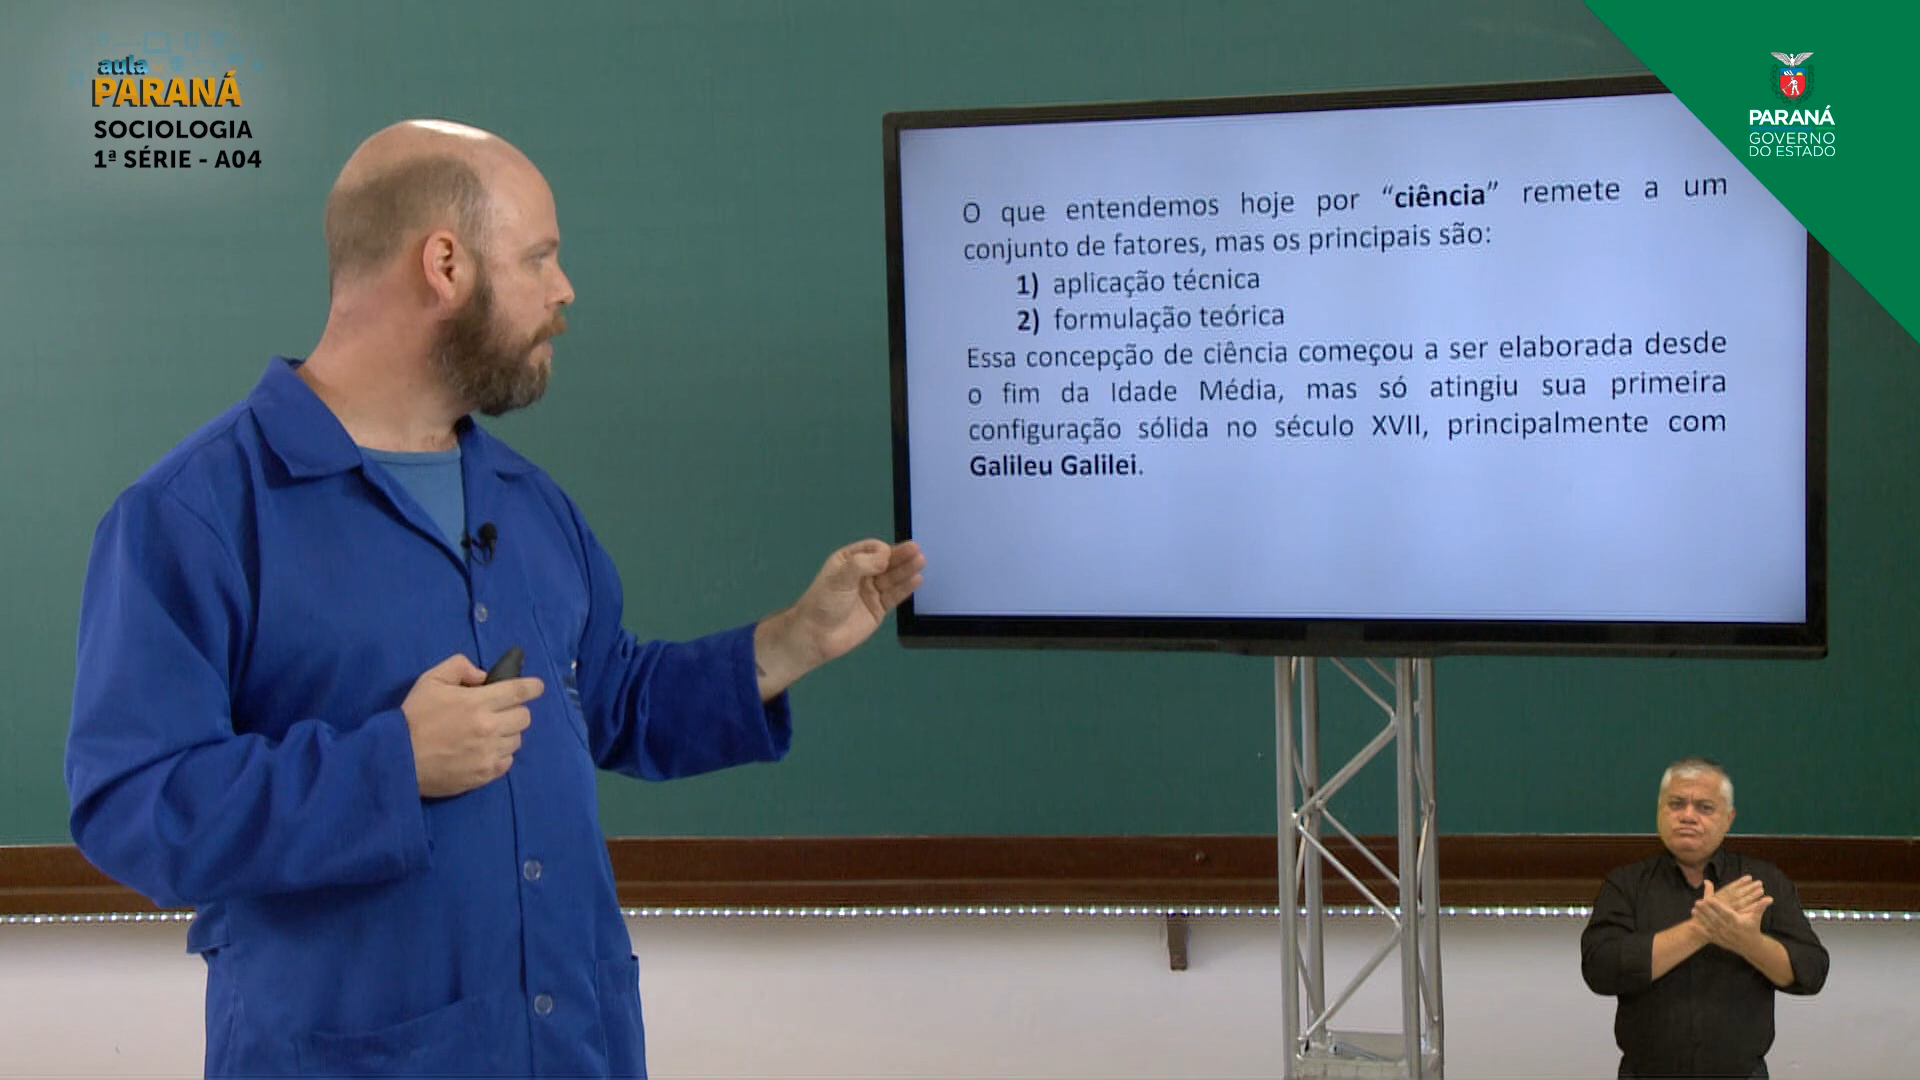 aula
PARANÁ
SOCIOLOGIA
1ª SÉRIE - A04
PARANÁ
GOVERNO
DO ESTADO
O que entendemos hoje por “ciência” remete a um
conjunto de fatores, mas os principais são:
1) aplicação técnica
2) formulação teórica
Essa concepção de ciência começou a ser elaborada desde
o fim da Idade Média, mas só atingiu sua primeira
configuração sólida no século XVII, principalmente com
Galileu Galilei.